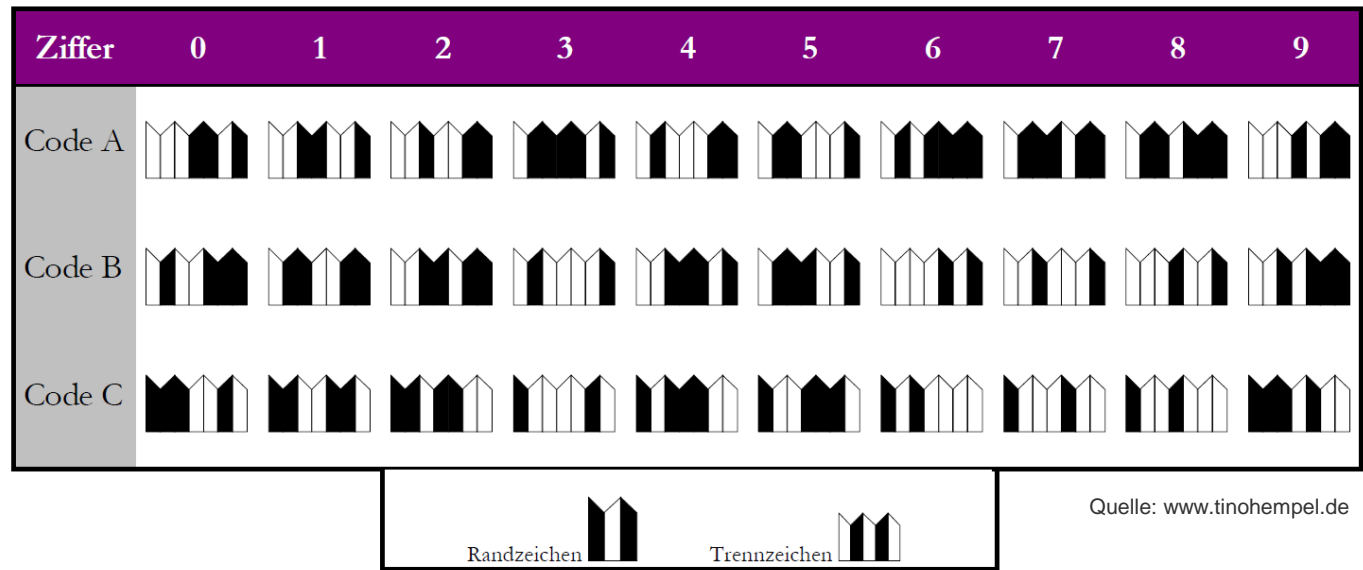 Ziffer 0 1 2 3 4 5 6 7 8 9
Code A
Code B
Code C
Randzeichen Trennzeichen
Quelle: www.tinohempel.de